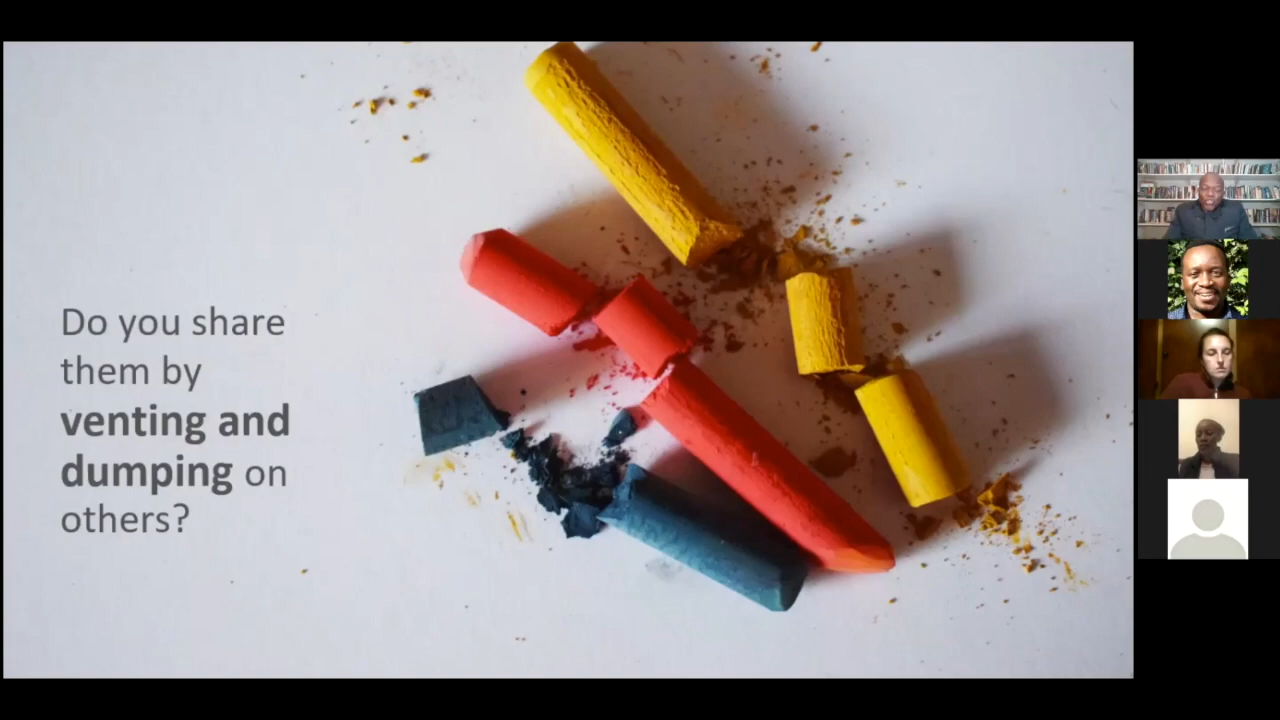 Do you share
them by
venting and
dumping on
others?